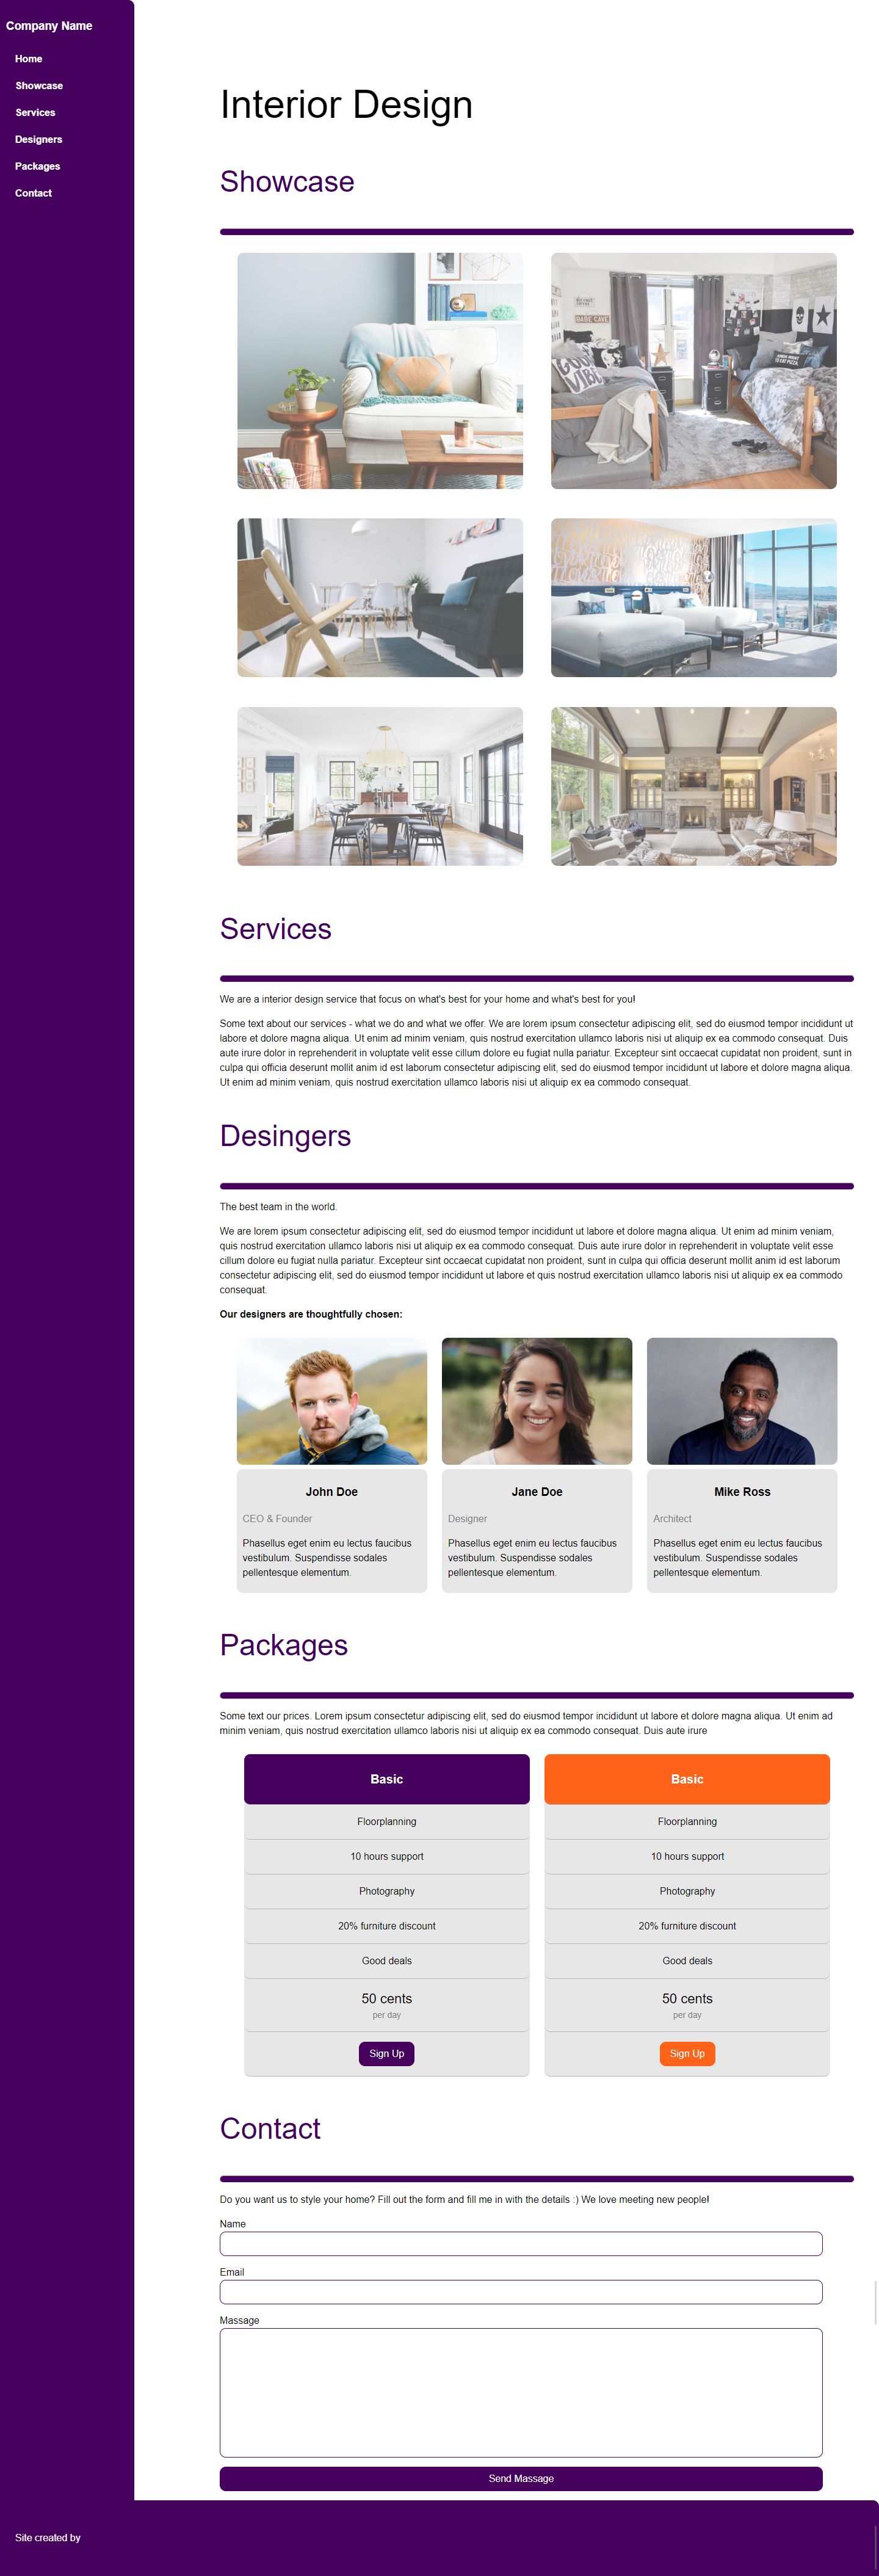 Company Name
Home
Showcase
Services
Designers
Packages
Contact
Interior Design
Showcase
BABE CAVE
GOOD VIBES
Services
We are a interior design service that focus on what's best for your home and what's best for you!
Some text about our services - what we do and what we offer. We are lorem ipsum consectetur adipiscing elit, sed do eiusmod tempor incididunt ut
labore et dolore magna aliqua. Ut enim ad minim veniam, quis nostrud exercitation ullamco laboris nisi ut aliquip ex ea commodo consequat. Duis
aute irure dolor in reprehenderit in voluptate velit esse cillum dolore eu fugiat nulla pariatur. Excepteur sint occaecat cupidatat non proident, sunt in
culpa qui officia deserunt mollit anim id est laborum consectetur adipiscing elit, sed do eiusmod tempor incididunt ut labore et dolore magna aliqua.
Ut enim ad minim veniam, quis nostrud exercitation ullamco laboris nisi ut aliquip ex ea commodo consequat.
Desingers
The best team in the world.
We are lorem ipsum consectetur adipiscing elit, sed do eiusmod tempor incididunt ut labore et dolore magna aliqua. Ut enim ad minim veniam,
quis nostrud exercitation ullamco laboris nisi ut aliquip ex ea commodo consequat. Duis aute irure dolor in reprehenderit in voluptate velit esse
cillum dolore eu fugiat nulla pariatur. Excepteur sint occaecat cupidatat non proident, sunt in culpa qui officia deserunt mollit anim id est laborum
consectetur adipiscing elit, sed do eiusmod tempor incididunt ut labore et quis nostrud exercitation ullamco laboris nisi ut aliquip ex ea commodo
consequat.
Our designers are thoughtfully chosen:
John Doe
CEO & Founder
Phasellus eget enim eu lectus faucibus
vestibulum. Suspendisse sodales
pellentesque elementum.
Jane Doe
Designer
Phasellus eget enim eu lectus faucibus
vestibulum. Suspendisse sodales
pellentesque elementum.
Mike Ross
Architect
Phasellus eget enim eu lectus faucibus
vestibulum. Suspendisse sodales
pellentesque elementum.
Packages
Some text our prices. Lorem ipsum consectetur adipiscing elit, sed do eiusmod tempor incididunt ut labore et dolore magna aliqua. Ut enim ad
minim veniam, quis nostrud exercitation ullamco laboris nisi ut aliquip ex ea commodo consequat. Duis aute irure
Basic
Floorplanning
10 hours support
Photography
20% furniture discount
Good deals
50 cents
per day
Sign Up
Basic
Floorplanning
10 hours support
Photography
20% furniture discount
Good deals
50 cents
per day
Sign Up
Contact
Do you want us to style your home? Fill out the form and fill me in with the details :) We love meeting new people!
Name
Email
Massage
Send Massage
Site created by